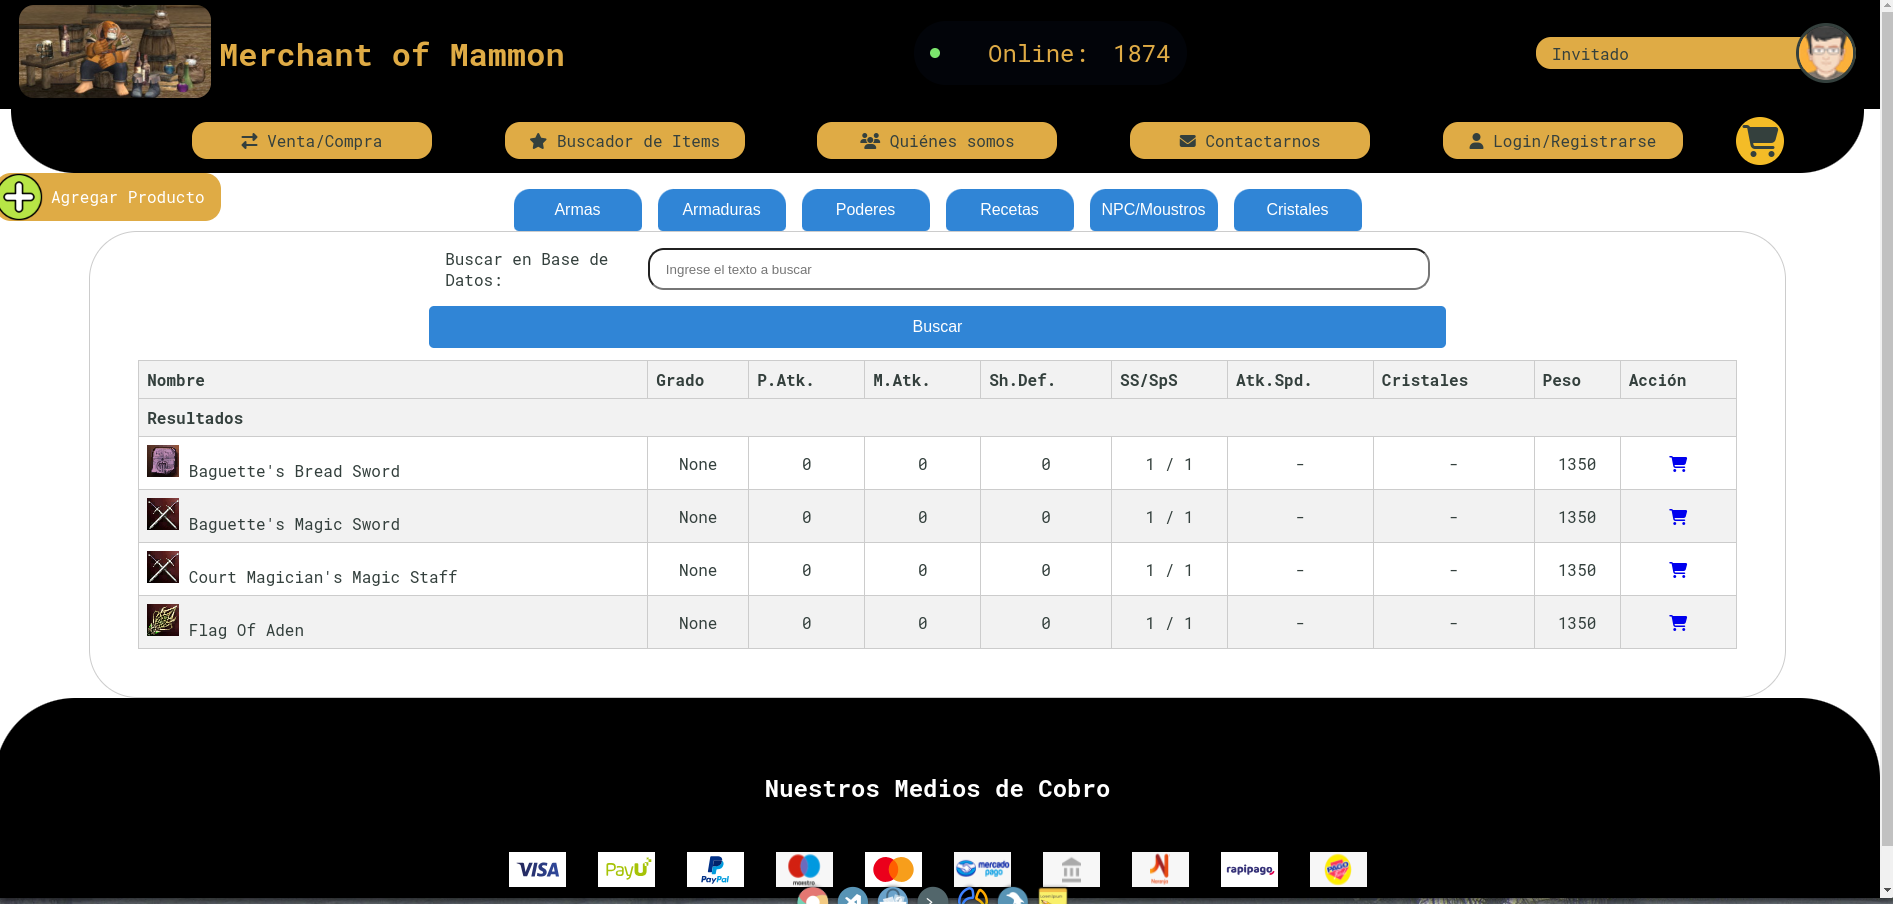 Merchant of Mammon
Online: 1874
Invitado
Venta/Compra
Buscador de Items
Quiénes somos
Contactarnos
Login/Registrarse
Agregar Producto
Armas
Armaduras
Poderes
Recetas
NPC/Moustros
Cristales
Buscar en Base de
Datos:
Ingrese el texto a buscar
Buscar
Nombre Grado P.Atk. M.Atk. Sh.Def. SS/SpS Atk.Spd. Cristales Peso Acción
Resultados
Baguette's Bread Sword None 0 0 0 1 / 1 - - 1350
Baguette's Magic Sword None 0 0 0 1 / 1 - - 1350
Court Magician's Magic Staff None 0 0 0 1 / 1 - - 1350
Flag Of Aden None 0 0 0 1 / 1 - - 1350
Nuestros Medios de Cobro
VISA
PayU
PayPal
maestro
mercado
pago
Naranja
rapipago
PAGO